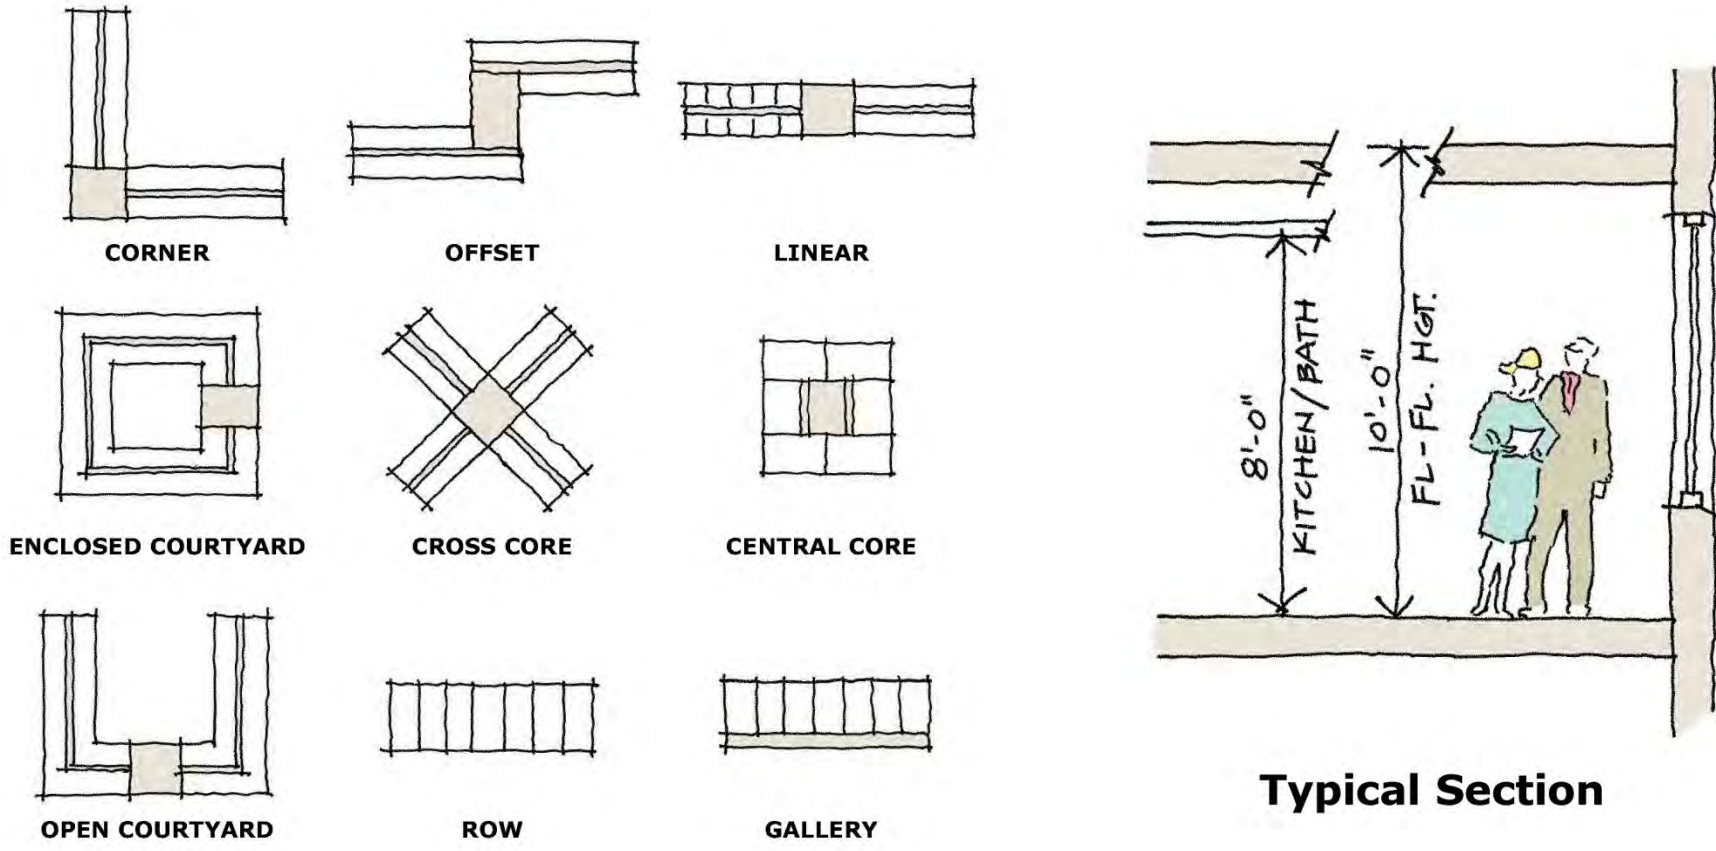 CORNER
OFFSET
LINEAR
ENCLOSED COURTYARD
CROSS CORE
CENTRAL CORE
OPEN COURTYARD
ROW
GALLERY
8'-0"
KITCHEN/BATH
10'-0"
FL-FL. HGT.
Typical Section